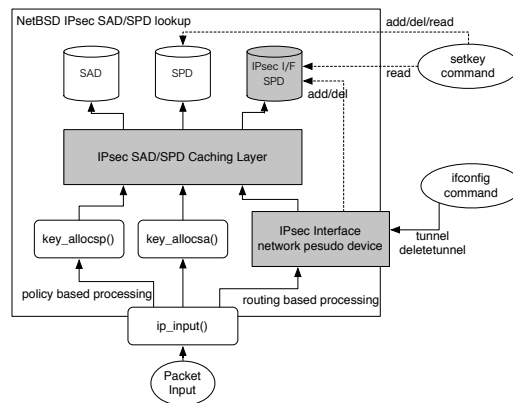 NetBSD IPsec SAD/SPD lookup
add/del/read
SAD
SPD
IPsec I/F
SPD
read
setkey
command
add/del
IPsec SAD/SPD Caching Layer
ifconfig
command
key_allocsp()
key_allocsa()
IPsec Interface
network pesudo device
tunnel
deletetunnel
policy based processing
routing based processing
ip_input()
Packet
Input